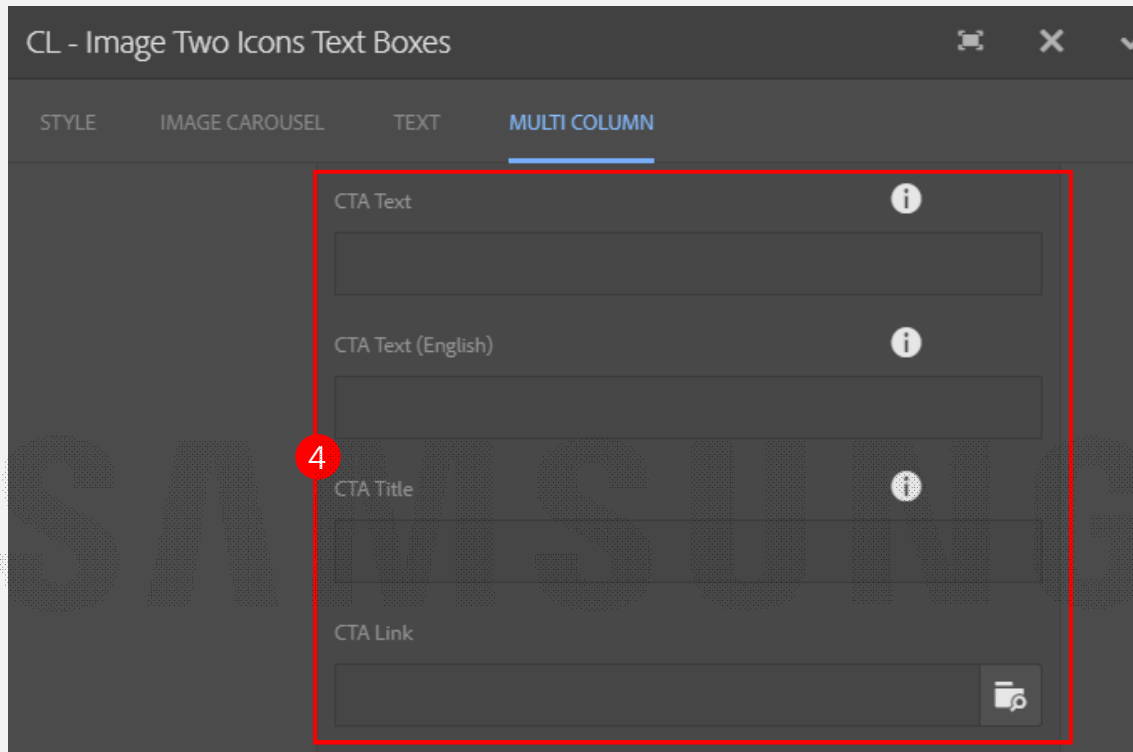 CL - Image Two Icons Text Boxes
STYLE IMAGE CAROUSEL TEXT MULTI COLUMN
CTA Text
CTA Text (English)
4
CTA Title
CTA Link
SAMSUNG